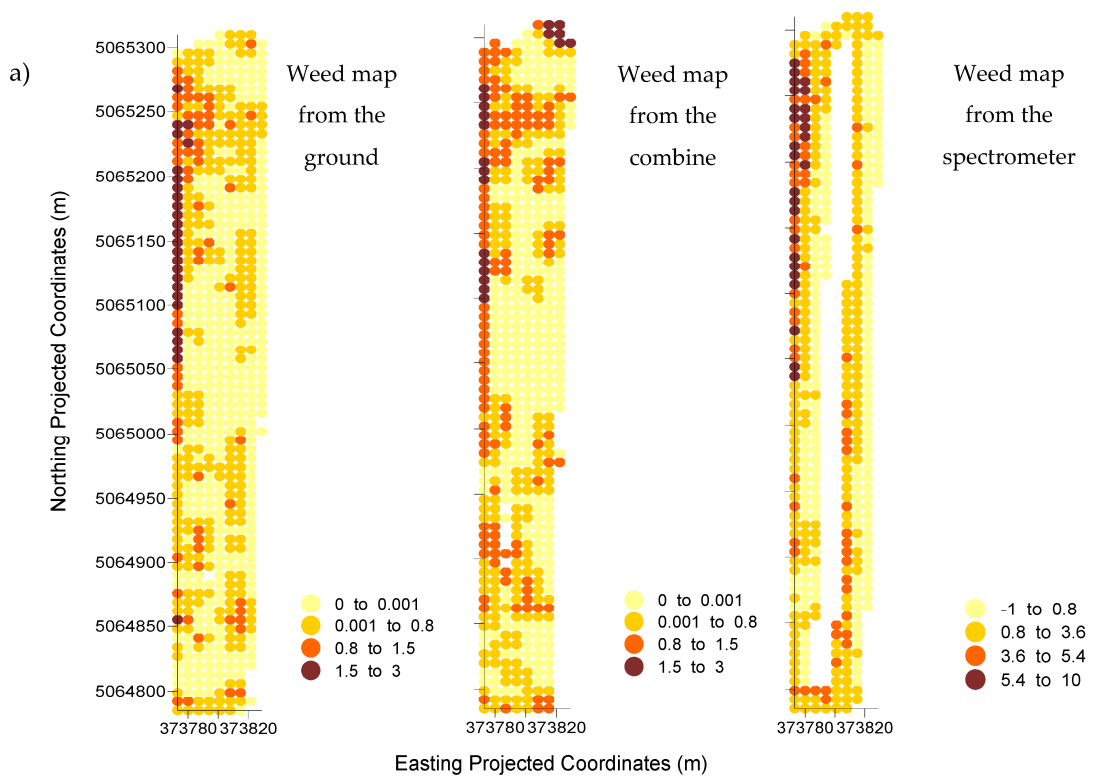 a)
Weed map
from the
ground
Weed map
from the
combine
Weed map
from the
spectrometer
Northing Projected Coordinates (m)
5065300
5065250
5065200
5065150
5065100
5065050
5065000
5064950
5064900
5064850
5064800
0 to 0.001
0.001 to 0.8
0.8 to 1.5
1.5 to 3
0 to 0.001
0.001 to 0.8
0.8 to 1.5
1.5 to 3
-1 to 0.8
0.8 to 3.6
3.6 to 5.4
5.4 to 10
373780 373820
373780 373820
373780 373820
Easting Projected Coordinates (m)